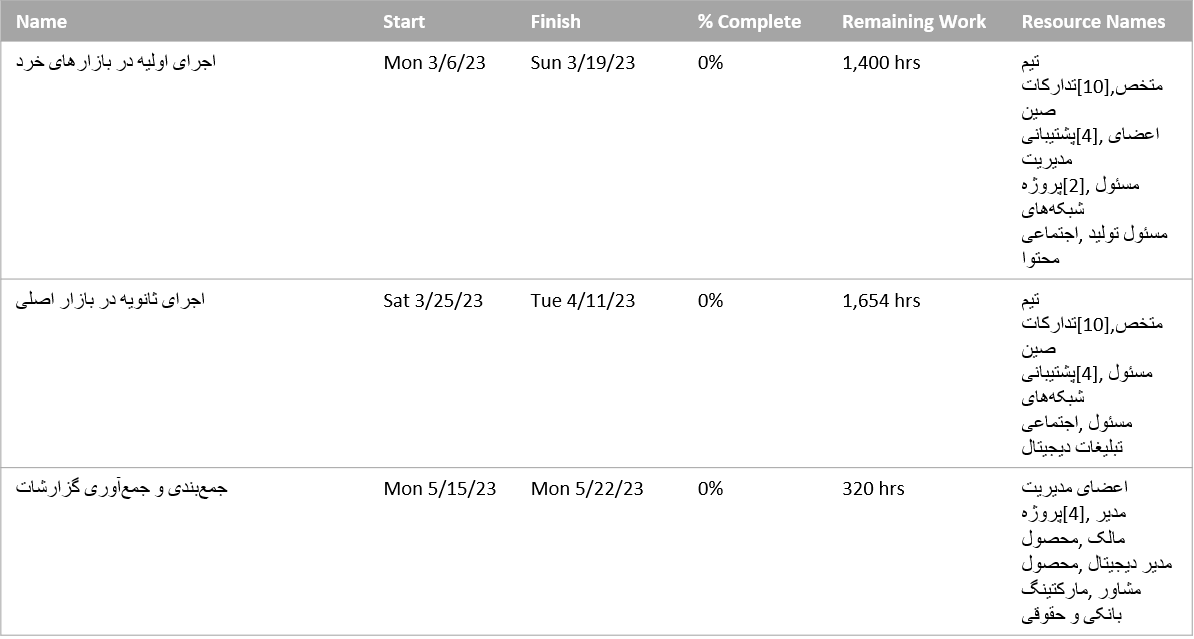 Name Start Finish % Complete Remaining Work Resource Names
اجرای اولیه در بازارهای خرد Mon 3/6/23 Sun 3/19/23 0% 1,400 hrs تیم
تدارکات[10],متخص
صین
پشتیبانی[4], اعضای
مدیریت
پروژه[2], مسئول
شبکه‌های
اجتماعی, مسئول تولید
محتوا
اجرای ثانویه در بازار اصلی Sat 3/25/23 Tue 4/11/23 0% 1,654 hrs تیم
تدارکات[10],متخص
صین
پشتیبانی[4], مسئول
شبکه‌های
اجتماعی, مسئول
تبلیغات دیجیتال
جمع‌بندی و جمع‌آوری گزارشات Mon 5/15/23 Mon 5/22/23 0% 320 hrs اعضای مدیریت
پروژه[4], مدیر
محصول, مالک
محصول, مدیر دیجیتال
مارکتینگ, مشاور
بانکی و حقوقی